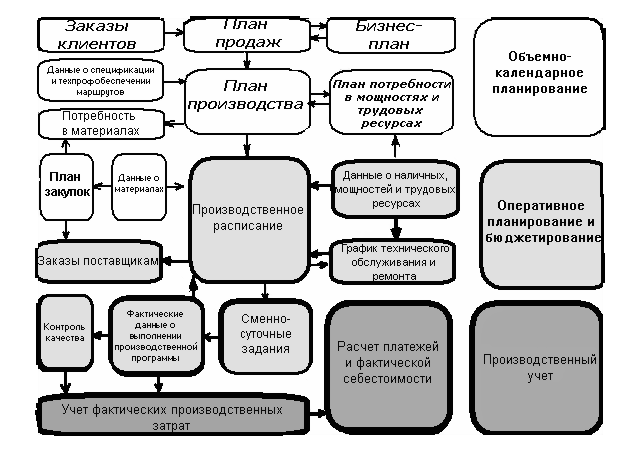 Заказы
клиентов
План
продаж
Бизнес-
план
Данные о спецификации
и техпрофобеспечении
маршрутов
План
производства
План потребности
в мощностях и
трудовых
ресурсах
Объемно-
календарное
планирование
Потребность
в материалах
План
закупок
Данные о
материалах
Производственное
расписание
Данные о наличных,
мощностей и трудовых
ресурсах
Оперативное
планирование и
бюджетирование
Заказы поставщикам
График технического
обслуживания и
ремонта
Контроль
качества
Фактические
данные о
выполнении
производственной
программы
Сменно-
суточные
задания
Расчет платежей
и фактической
себестоимости
Производственный
учет
Учет фактических производственных
затрат